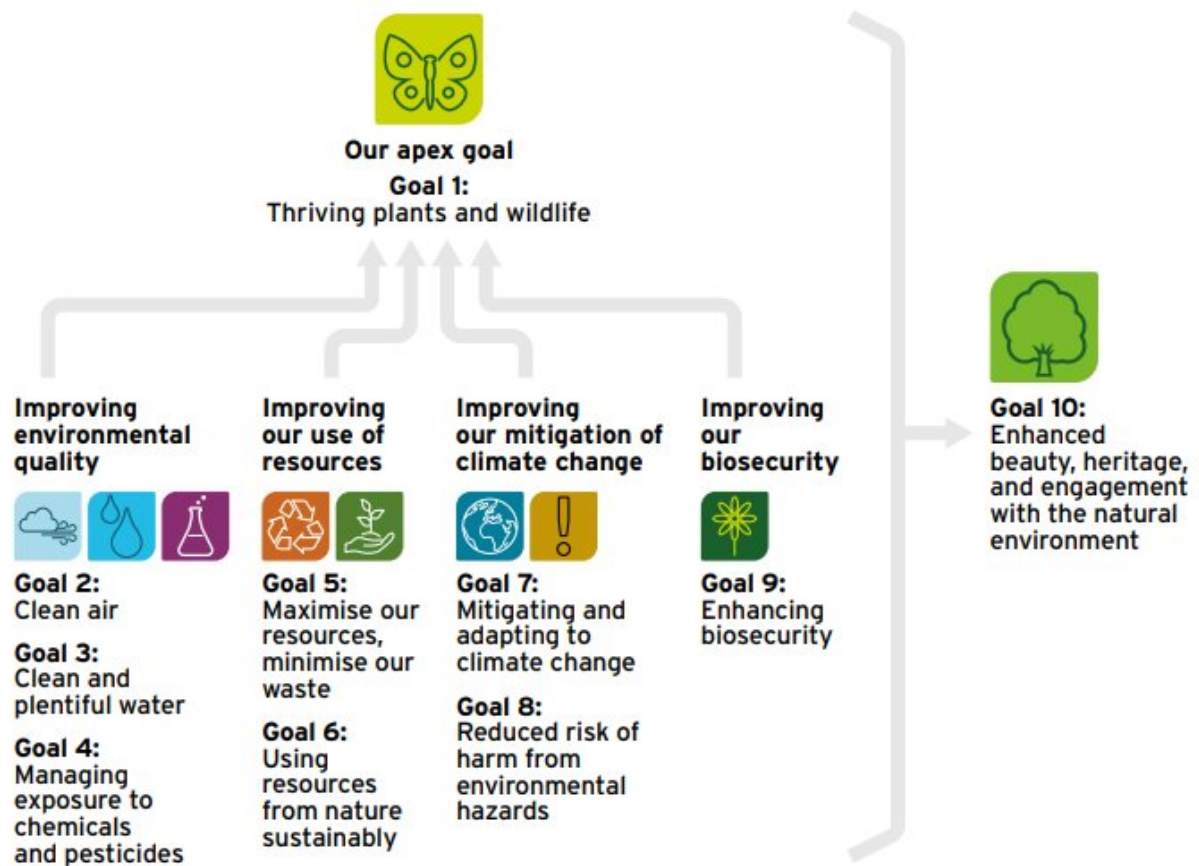 Our apex goal
Goal 1:
Thriving plants and wildlife
Improving
environmental
quality
Goal 2:
Clean air
Goal 3:
Clean and
plentiful water
Goal 4:
Managing
exposure to
chemicals
and pesticides
Improving
our use of
resources
Goal 5:
Maximise our
resources,
minimise our
waste
Goal 6:
Using
resources
from nature
sustainably
Improving
our mitigation of
climate change
Goal 7:
Mitigating and
adapting to
climate change
Goal 8:
Reduced risk of
harm from
environmental
hazards
Improving
our
biosecurity
Goal 9:
Enhancing
biosecurity
Goal 10:
Enhanced
beauty, heritage,
and engagement
with the natural
environment